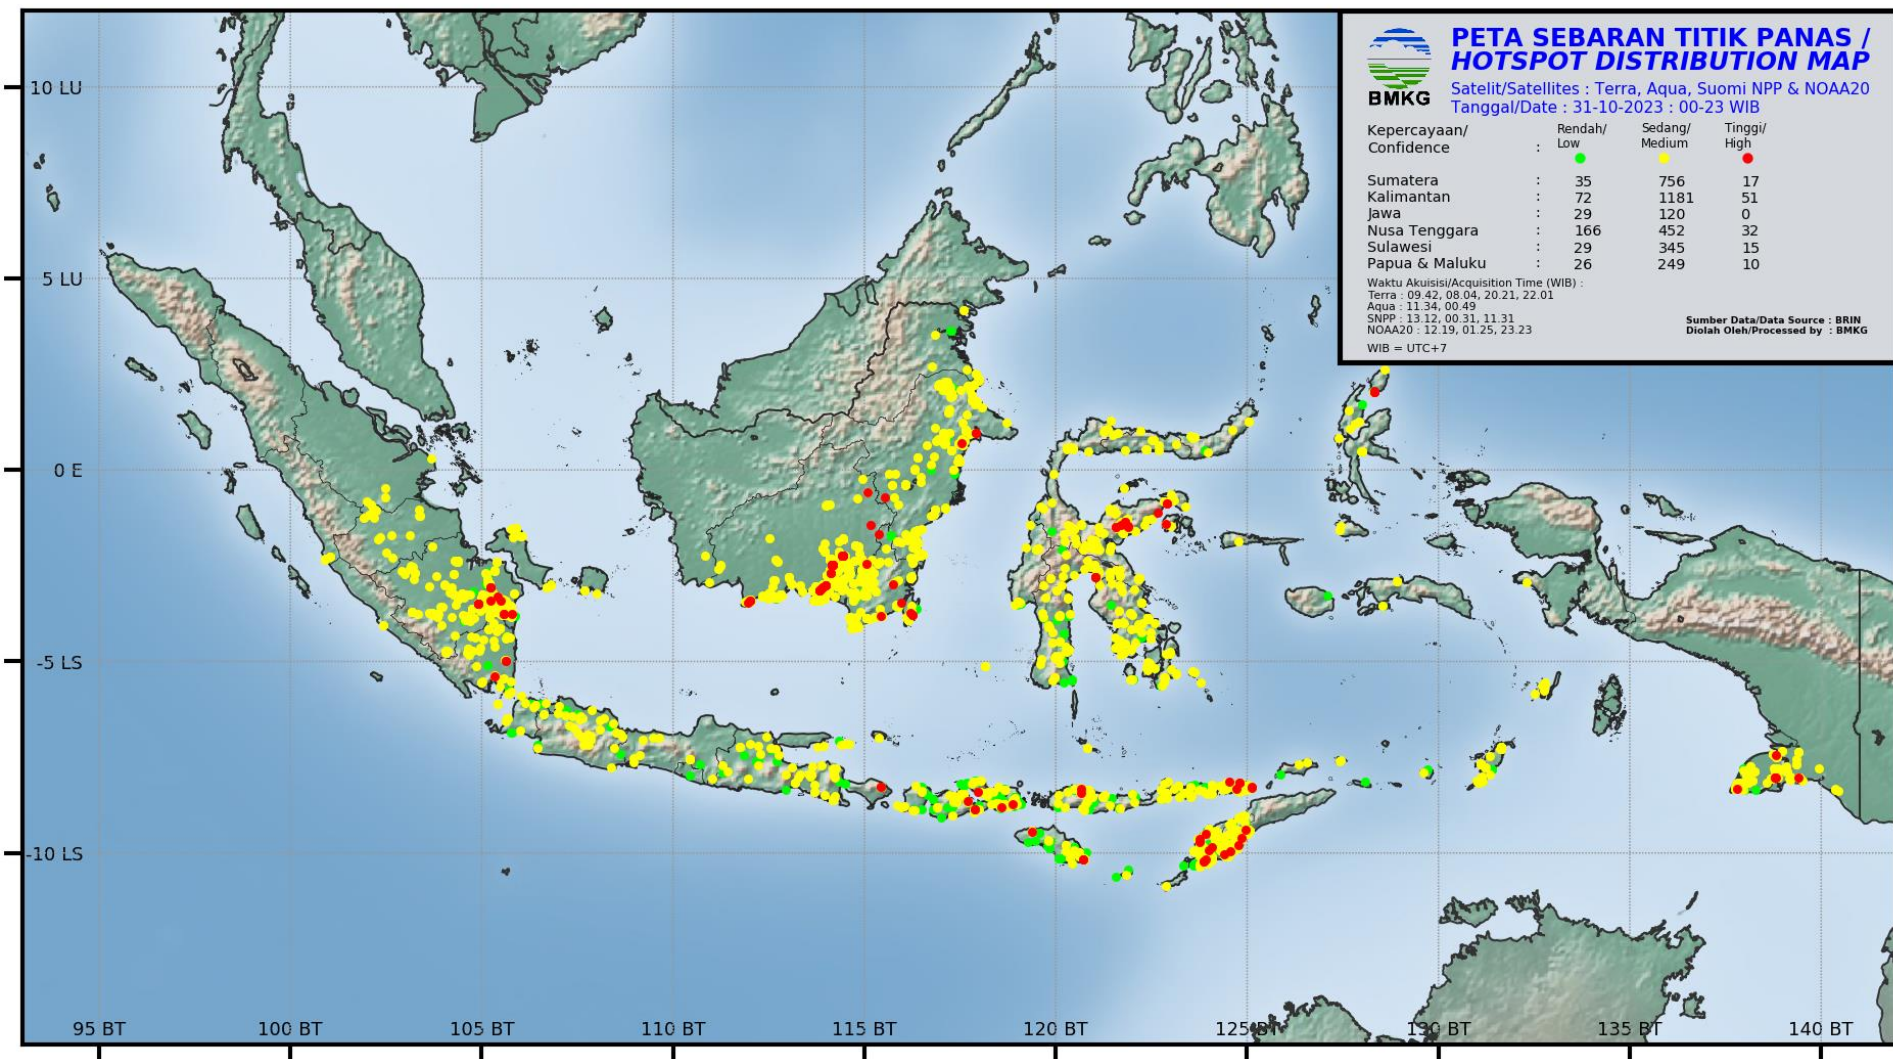 PETA SEBARAN TITIK PANAS /
HOTSPOT DISTRIBUTION MAP
BMKG
Satelit/Satellites : Terra, Aqua, Suomi NPP & NOAA20
Tanggal/Date : 31-10-2023 : 00-23 WIB
Kepercayaan/ Rendah/ Sedang/ Tinggi/
Confidence : Low Medium High
Sumatera : 35 756 17
Kalimantan : 72 1181 51
Jawa : 29 120 0
Nusa Tenggara : 166 452 32
Sulawesi : 29 345 15
Papua & Maluku : 26 249 10
Waktu Akuisisi/Acquisition Time (WIB) :
Terra : 09.42, 08.04, 20.21, 22.01
Aqua : 11.34, 00.49
SNPP : 13.12, 00.31, 11.31
NOAA20 : 12.19, 01.25, 23.23
WIB = UTC+7
Sumber Data/Data Source : BRIN
Diolah Oleh/Processed by : BMKG
10 LU
5 LU
0 E
-5 LS
-10 LS
95 BT 100 BT 105 BT 110 BT 115 BT 120 BT 125 BT 130 BT 135 BT 140 BT